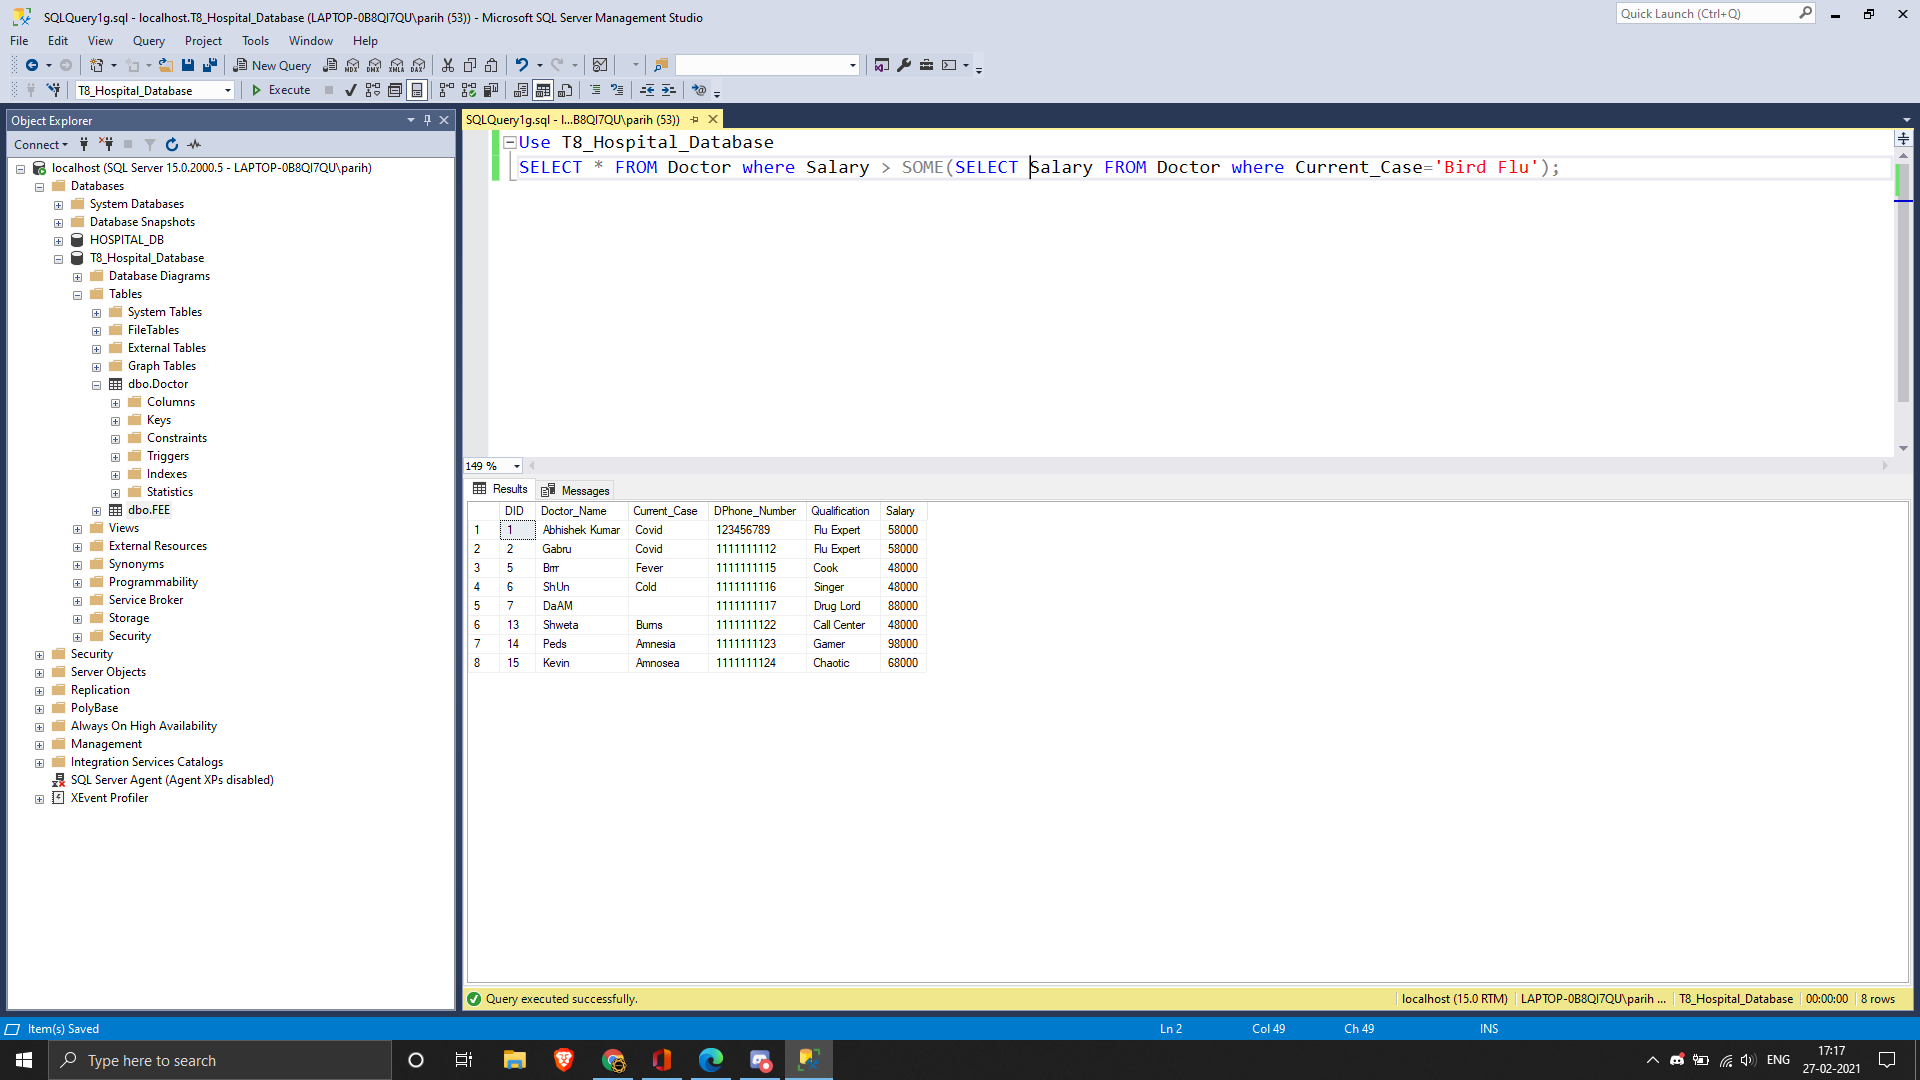 SQLQuery1g.sql - localhost.T8_Hospital_Database (LAPTOP-0B8QI7QU\parih (53)) - Microsoft SQL Server Management Studio
Quick Launch (Ctrl+Q)
File Edit View Query Project Tools Window Help
New Query MDX DMX XMLA DAX
T8_Hospital_Database Execute
Object Explorer
Connect
localhost (SQL Server 15.0.2000.5 - LAPTOP-0B8QI7QU\parih)
Databases
System Databases
Database Snapshots
HOSPITAL_DB
T8_Hospital_Database
Database Diagrams
Tables
System Tables
FileTables
External Tables
Graph Tables
dbo.Doctor
Columns
Keys
Constraints
Triggers
Indexes
Statistics
dbo.FEE
Views
External Resources
Synonyms
Programmability
Service Broker
Storage
Security
Security
Server Objects
Replication
PolyBase
Always On High Availability
Management
Integration Services Catalogs
SQL Server Agent (Agent XPs disabled)
XEvent Profiler
SQLQuery1g.sql - l...B8QI7QU\parih (53))
Use T8_Hospital_Database
SELECT * FROM Doctor where Salary > SOME(SELECT Salary FROM Doctor where Current_Case='Bird Flu');
149 %
Results Messages
DID Doctor_Name Current_Case DPhone_Number Qualification Salary
1 1 Abhishek Kumar Covid 123456789 Flu Expert 58000
2 2 Gabru Covid 1111111112 Flu Expert 58000
3 5 Brrr Fever 1111111115 Cook 48000
4 6 ShUn Cold 1111111116 Singer 48000
5 7 DaAM 1111111117 Drug Lord 88000
6 13 Shweta Burns 1111111122 Call Center 48000
7 14 Peds Amnesia 1111111123 Gamer 98000
8 15 Kevin Amnosea 1111111124 Chaotic 68000
Query executed successfully.
localhost (15.0 RTM) LAPTOP-0B8QI7QU\parih ... T8_Hospital_Database 00:00:00 8 rows
Item(s) Saved Ln 2 Col 49 Ch 49 INS
Type here to search
ENG
17:17
27-02-2021